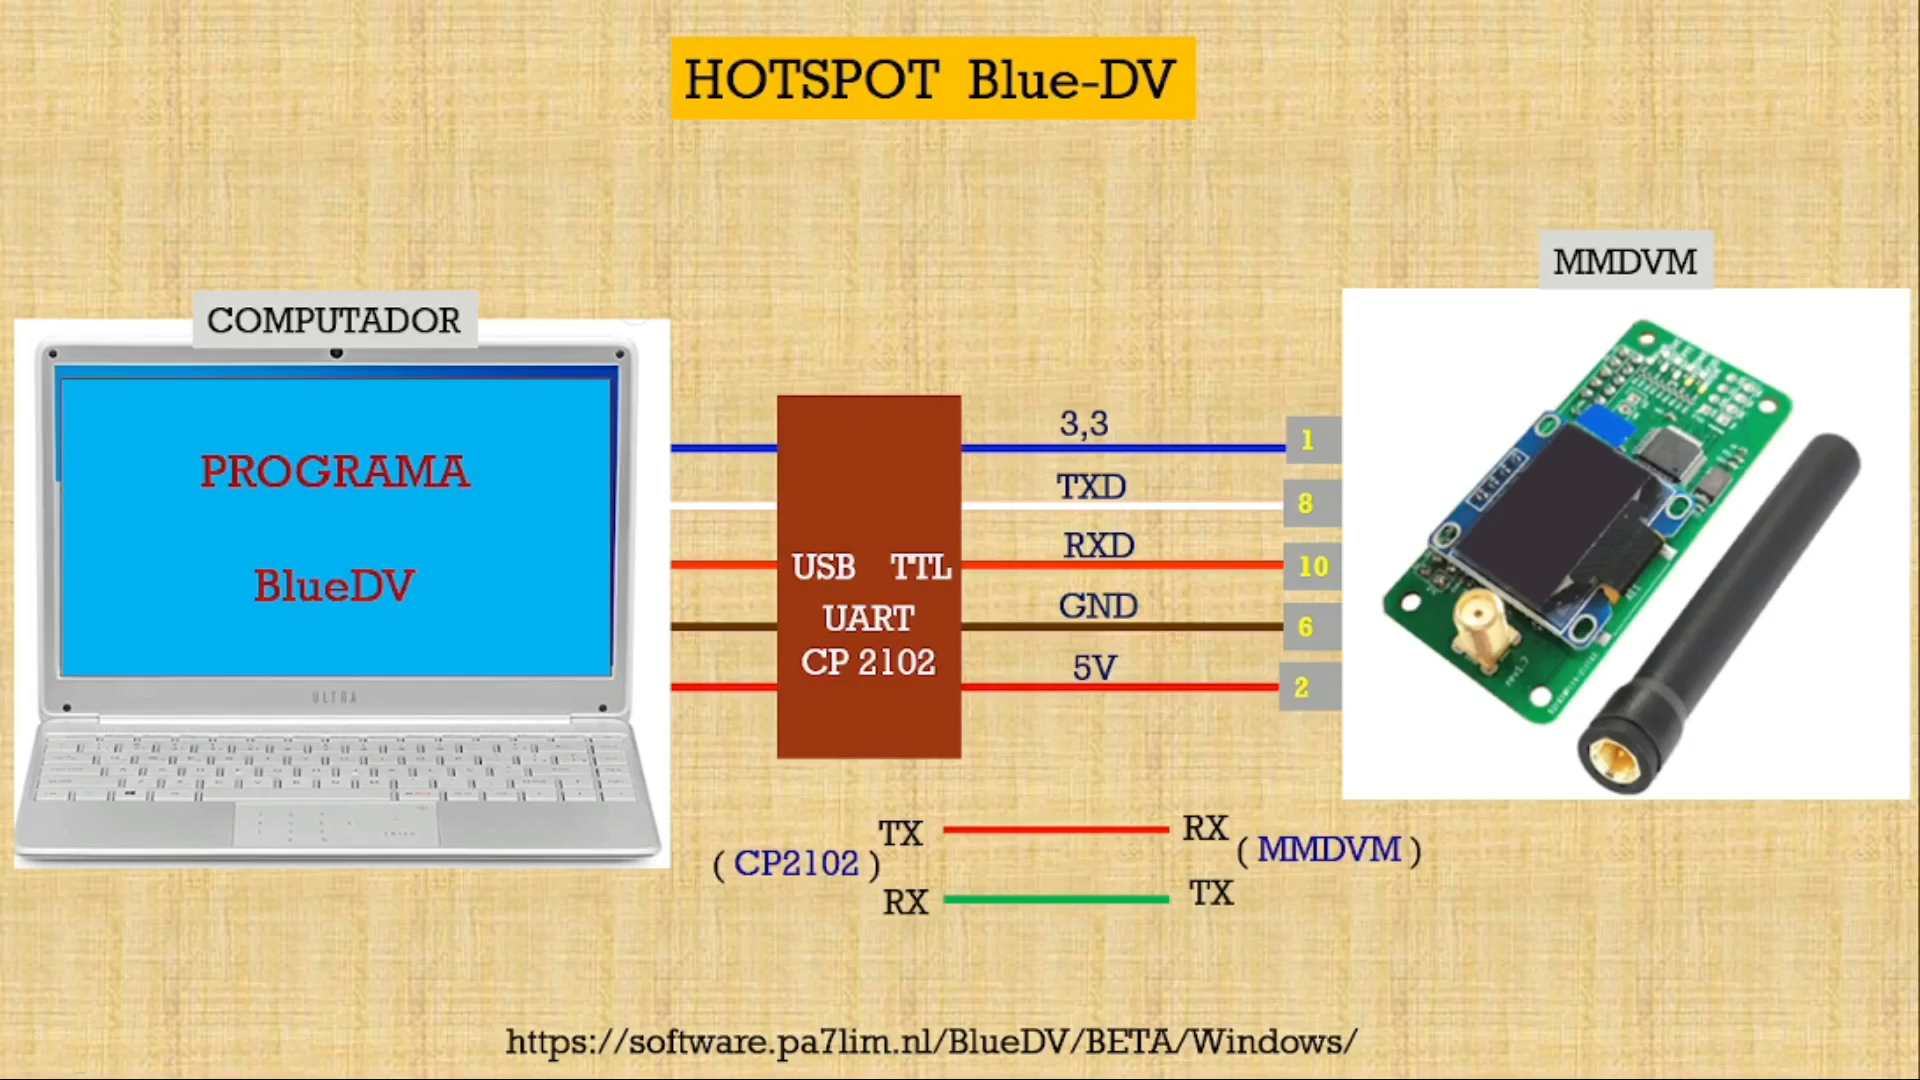 HOTSPOT Blue-DV
MMDVM
COMPUTADOR
PROGRAMA
BlueDV
ULTRA
USB TTL
UART
CP 2102
3,3
TXD
RXD
GND
5V
1
8
10
6
2
TX
RX
( CP2102 )
( MMDVM )
RX
TX
https://software.pa7lim.nl/BlueDV/BETA/Windows/